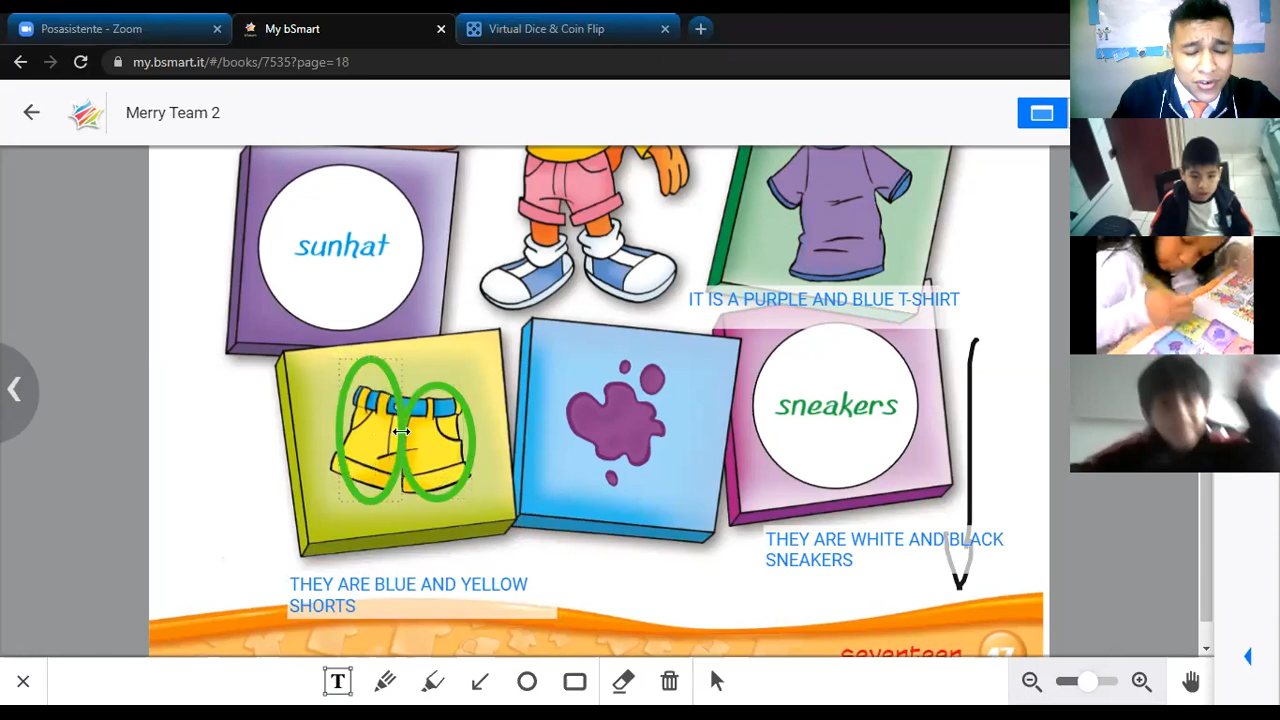 Posasistente - Zoom
My bSmart
Virtual Dice & Coin Flip
my.bsmart.it/#/books/7535?page=18
Merry Team 2
sunhat
IT IS A PURPLE AND BLUE T-SHIRT
sneakers
THEY ARE WHITE AND BLACK
SNEAKERS
THEY ARE BLUE AND YELLOW
SHORTS
seventeen 17
T